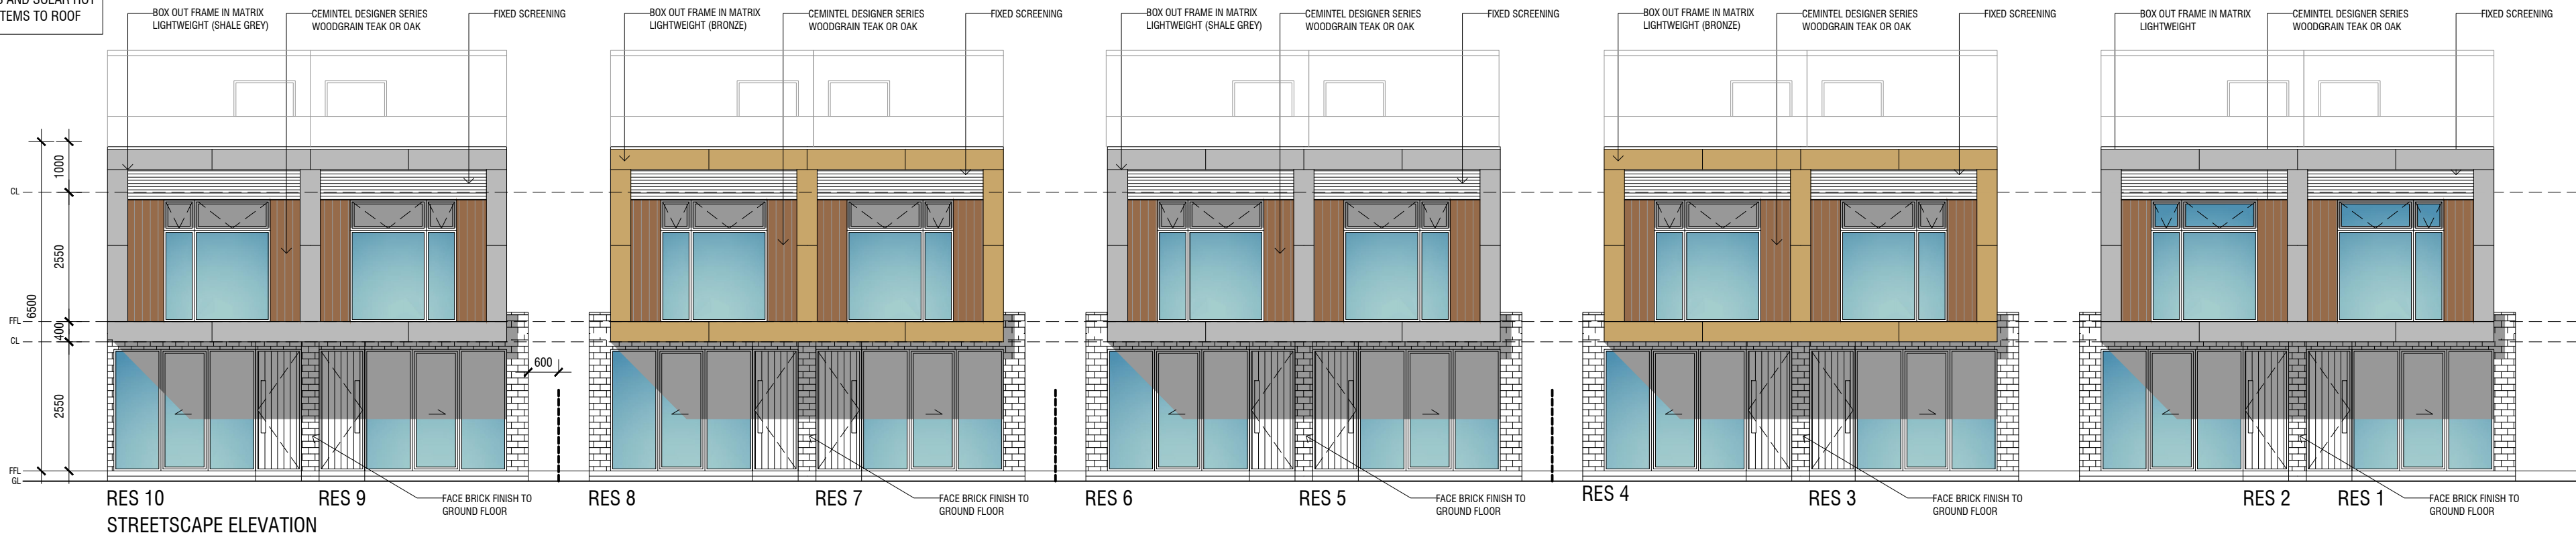 AND SOLAR HOT
TEMS TO ROOF
BOX OUT FRAME IN MATRIX
LIGHTWEIGHT (SHALE GREY)
CEMINTEL DESIGNER SERIES
WOODGRAIN TEAK OR OAK
FIXED SCREENING
BOX OUT FRAME IN MATRIX
LIGHTWEIGHT (BRONZE)
CEMINTEL DESIGNER SERIES
WOODGRAIN TEAK OR OAK
FIXED SCREENING
BOX OUT FRAME IN MATRIX
LIGHTWEIGHT (SHALE GREY)
CEMINTEL DESIGNER SERIES
WOODGRAIN TEAK OR OAK
FIXED SCREENING
BOX OUT FRAME IN MATRIX
LIGHTWEIGHT (BRONZE)
CEMINTEL DESIGNER SERIES
WOODGRAIN TEAK OR OAK
FIXED SCREENING
BOX OUT FRAME IN MATRIX
LIGHTWEIGHT
CEMINTEL DESIGNER SERIES
WOODGRAIN TEAK OR OAK
FIXED SCREENING
1000
CL
2550
6500
FFL
400
CL
600
2550
FFL
GL
RES 10
RES 9
FACE BRICK FINISH TO
GROUND FLOOR
RES 8
RES 7
FACE BRICK FINISH TO
GROUND FLOOR
RES 6
RES 5
FACE BRICK FINISH TO
GROUND FLOOR
RES 4
RES 3
FACE BRICK FINISH TO
GROUND FLOOR
RES 2
RES 1
FACE BRICK FINISH TO
GROUND FLOOR
STREETSCAPE ELEVATION